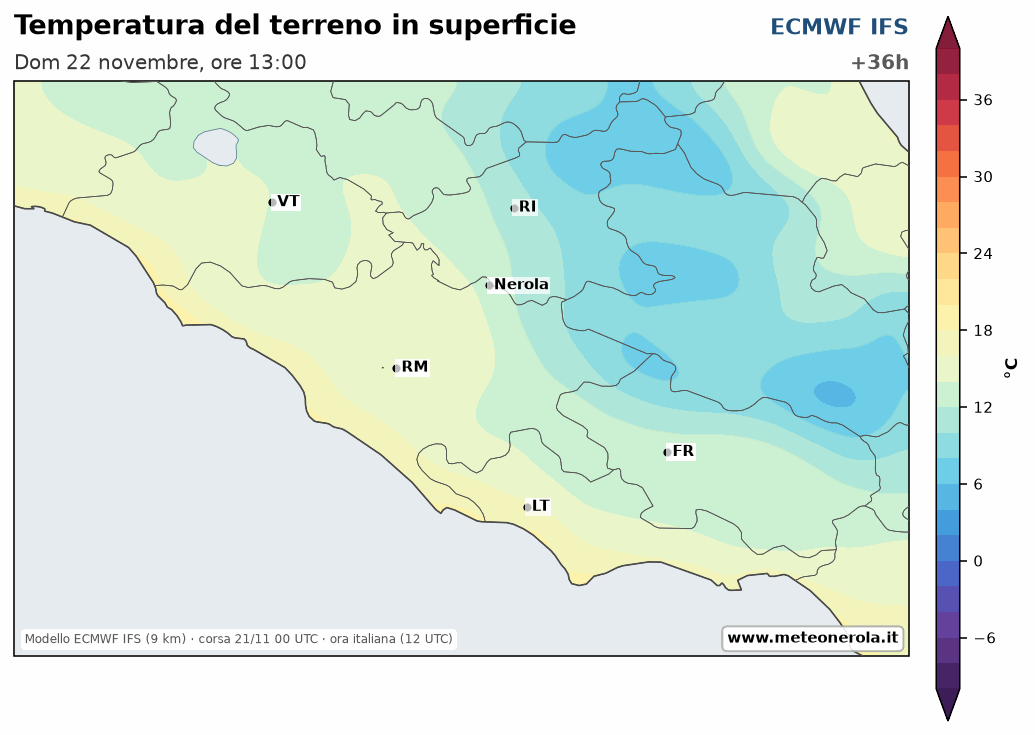 Temperatura del terreno in superficie
ECMWF IFS
Dom 22 novembre, ore 13:00
+36h
VT
RI
Nerola
RM
FR
LT
36
30
24
18
12
6
0
−6
°C
Modello ECMWF IFS (9 km) · corsa 21/11 00 UTC · ora italiana (12 UTC)
www.meteonerola.it